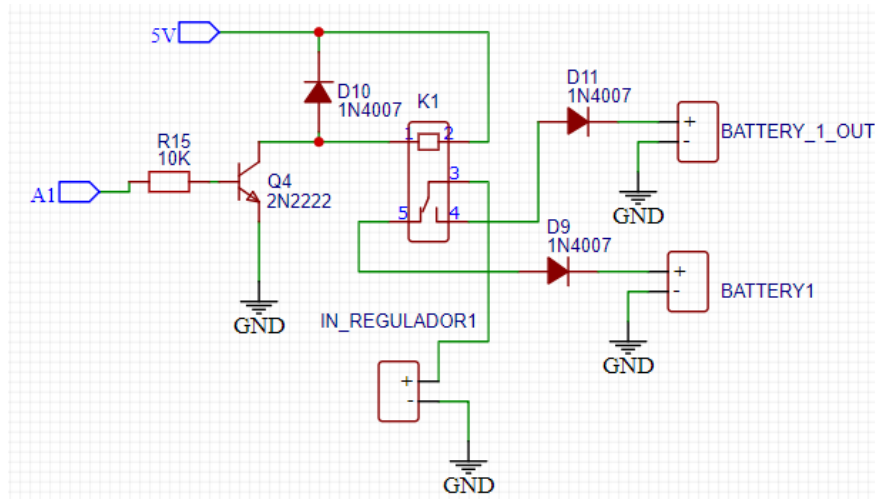 5V
D10
1N4007
K1
1
2
D11
1N4007
+
-
BATTERY_1_OUT
R15
10K
A1
Q4
2N2222
3
5
4
GND
D9
1N4007
+
-
BATTERY1
GND
IN_REGULADOR1
GND
+
-
GND